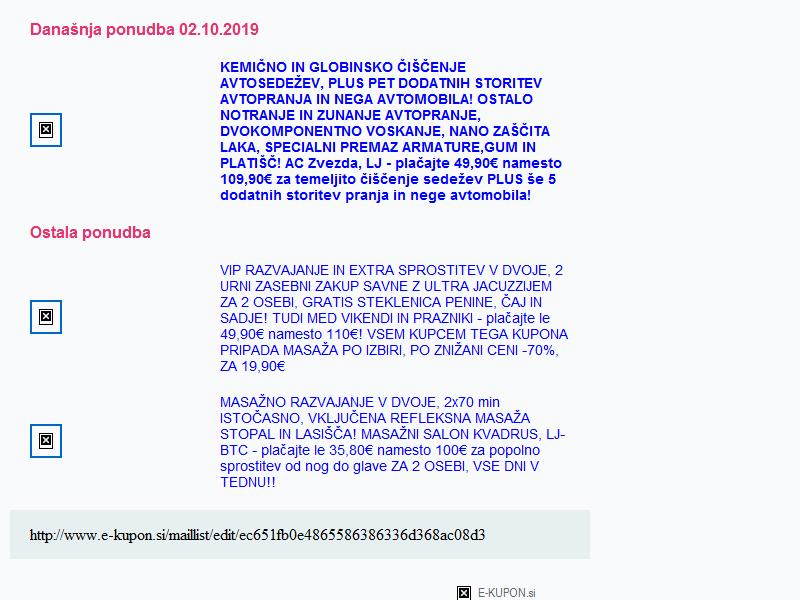 Današnja ponudba 02.10.2019
KEMIČNO IN GLOBINSKO ČIŠČENJE
AVTOSEDEŽEV, PLUS PET DODATNIH STORITEV
AVTOPRANJA IN NEGA AVTOMOBILA! OSTALO
NOTRANJE IN ZUNANJE AVTOPRANJE,
DVOKOMPONENTNO VOSKANJE, NANO ZAŠČITA
LAKA, SPECIALNI PREMAZ ARMATURE,GUM IN
PLATIŠČ! AC Zvezda, LJ - plačajte 49,90€ namesto
109,90€ za temeljito čiščenje sedežev PLUS še 5
dodatnih storitev pranja in nege avtomobila!
Ostala ponudba
VIP RAZVAJANJE IN EXTRA SPROSTITEV V DVOJE, 2
URNI ZASEBNI ZAKUP SAVNE Z ULTRA JACUZZIJEM
ZA 2 OSEBI, GRATIS STEKLENICA PENINE, ČAJ IN
SADJE! TUDI MED VIKENDI IN PRAZNIKI - plačajte le
49,90€ namesto 110€! VSEM KUPCEM TEGA KUPONA
PRIPADA MASAŽA PO IZBIRI, PO ZNIŽANI CENI -70%,
ZA 19,90€
MASAŽNO RAZVAJANJE V DVOJE, 2x70 min
ISTOČASNO, VKLJUČENA REFLEKSNA MASAŽA
STOPAL IN LASIŠČA! MASAŽNI SALON KVADRUS, LJ-
BTC - plačajte le 35,80€ namesto 100€ za popolno
sprostitev od nog do glave ZA 2 OSEBI, VSE DNI V
TEDNU!!
http://www.e-kupon.si/maillist/edit/ec651fb0e4865586386336d368ac08d3
E-KUPON.si